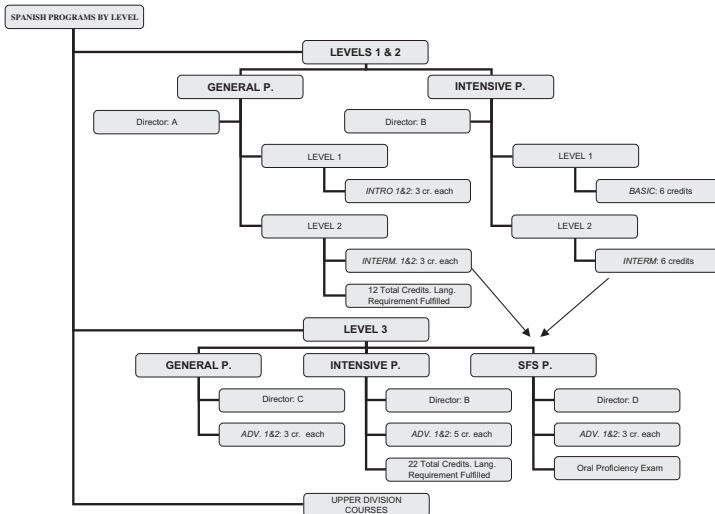 SPANISH PROGRAMS BY LEVEL
LEVELS 1 & 2
GENERAL P.
INTENSIVE P.
Director: A
Director: B
LEVEL 1
LEVEL 1
INTRO 1&2: 3 cr. each
BASIC: 6 credits
LEVEL 2
LEVEL 2
INTERM. 1&2: 3 cr. each
INTERM: 6 credits
12 Total Credits. Lang.
Requirement Fulfilled
LEVEL 3
GENERAL P.
INTENSIVE P.
SFS P.
Director: C
Director: B
Director: D
ADV. 1&2: 3 cr. each
ADV. 1&2: 5 cr. each
ADV. 1&2: 3 cr. each
22 Total Credits. Lang.
Requirement Fulfilled
Oral Proficiency Exam
UPPER DIVISION
COURSES